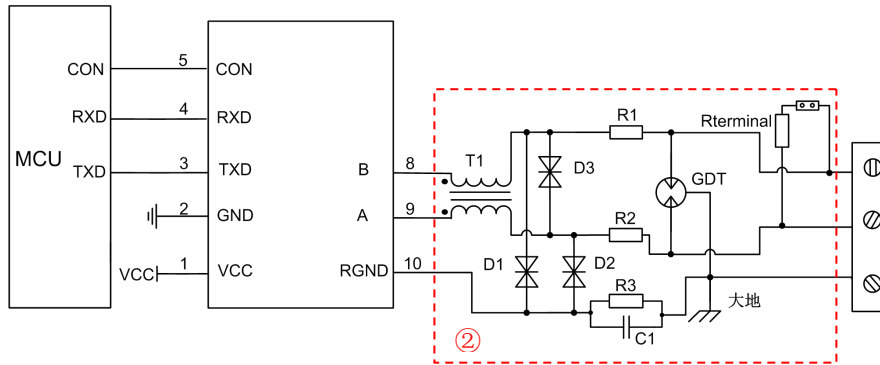 MCU
CON
RXD
TXD
5
4
3
2
1
CON
RXD
TXD
GND
VCC
VCC
B
A
RGND
8
9
10
T1
D3
D1
D2
R1
R2
R3
C1
GDT
Rterminal
大地
②